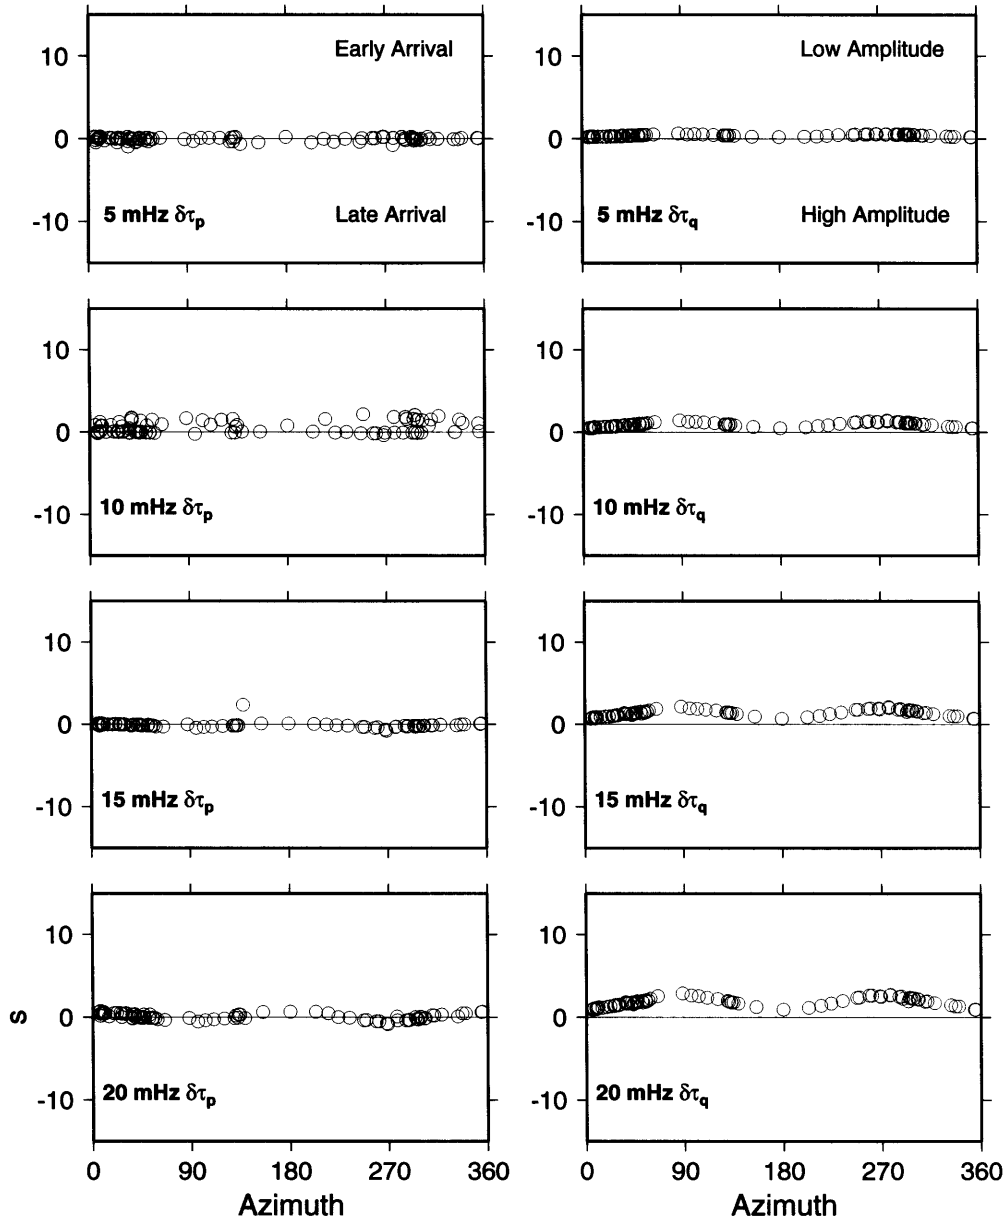 10
0
-10
Early Arrival
5 mHz δτp
Late Arrival
10
0
-10
Low Amplitude
5 mHz δτq
High Amplitude
10
0
-10
10 mHz δτp
10
0
-10
10 mHz δτq
10
0
-10
15 mHz δτp
10
0
-10
15 mHz δτq
10
0
-10
s
20 mHz δτp
0 90 180 270 360
Azimuth
10
0
-10
20 mHz δτq
0 90 180 270 360
Azimuth